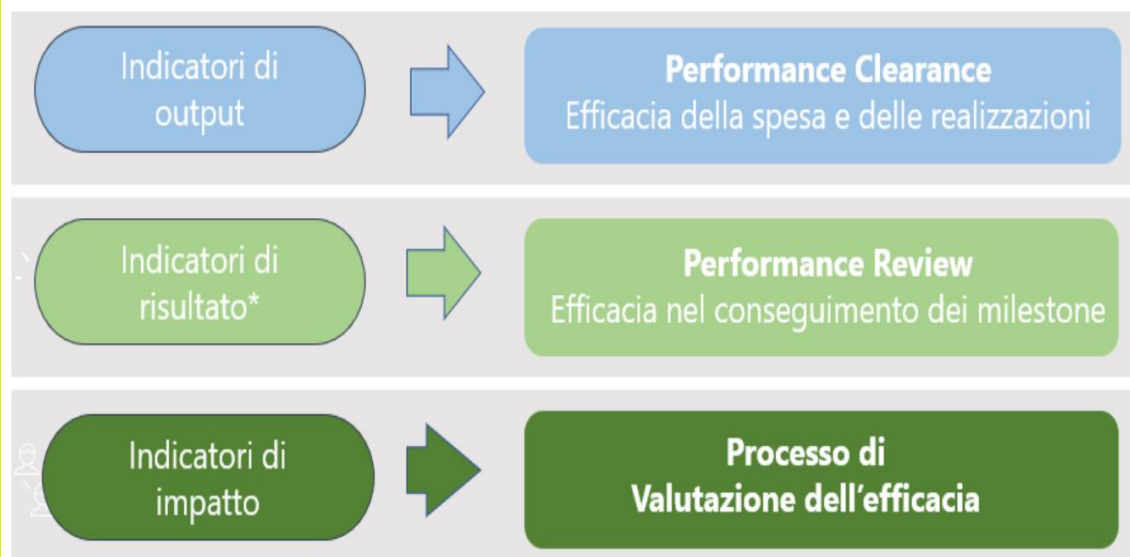 Indicatori di
output
Performance Clearance
Efficacia della spesa e delle realizzazioni
Indicatori di
risultato*
Performance Review
Efficacia nel conseguimento dei milestone
Indicatori di
impatto
Processo di
Valutazione dell'efficacia